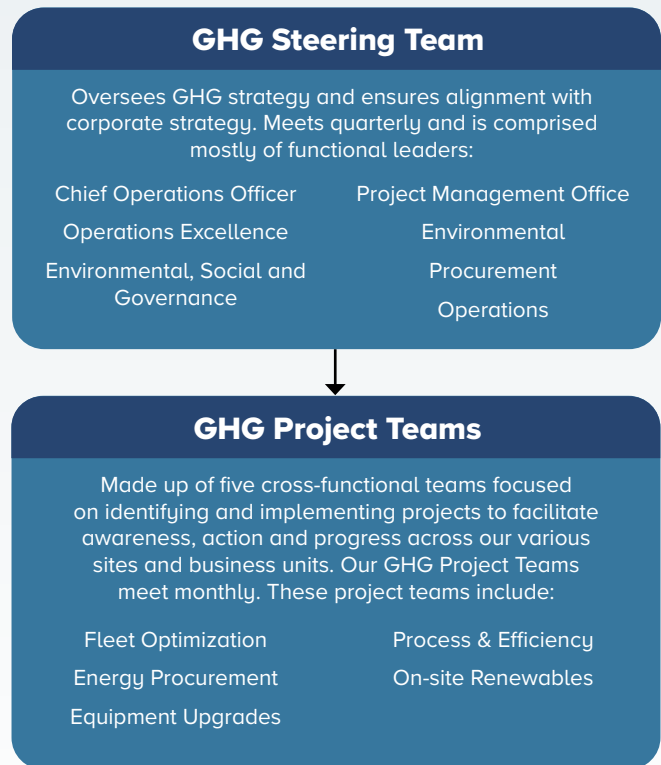 GHG Steering Team
Oversees GHG strategy and ensures alignment with
corporate strategy. Meets quarterly and is comprised
mostly of functional leaders:
Chief Operations Officer
Operations Excellence
Environmental, Social and
Governance
Project Management Office
Environmental
Procurement
Operations
GHG Project Teams
Made up of five cross-functional teams focused
on identifying and implementing projects to facilitate
awareness, action and progress across our various
sites and business units. Our GHG Project Teams
meet monthly. These project teams include:
Fleet Optimization
Energy Procurement
Equipment Upgrades
Process & Efficiency
On-site Renewables